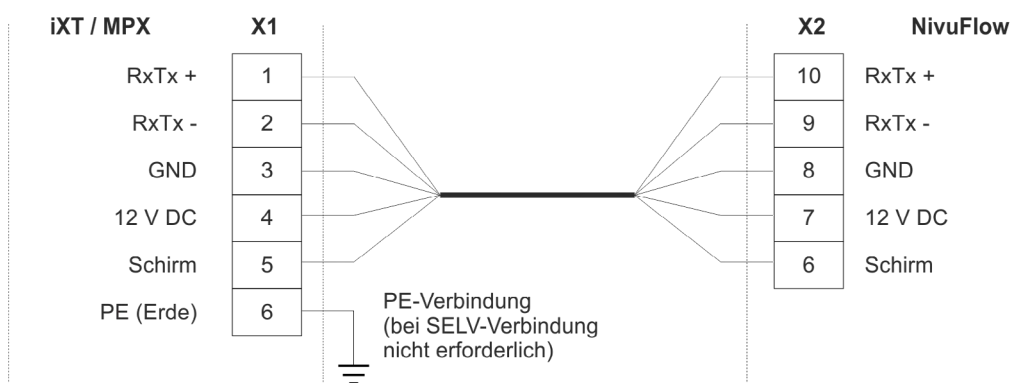 iXT / MPX X1 X2 NivuFlow
RxTx + 1 10 RxTx +
RxTx - 2 9 RxTx -
GND 3 8 GND
12 V DC 4 7 12 V DC
Schirm 5 6 Schirm
PE (Erde) 6
PE-Verbindung
(bei SELV-Verbindung
nicht erforderlich)